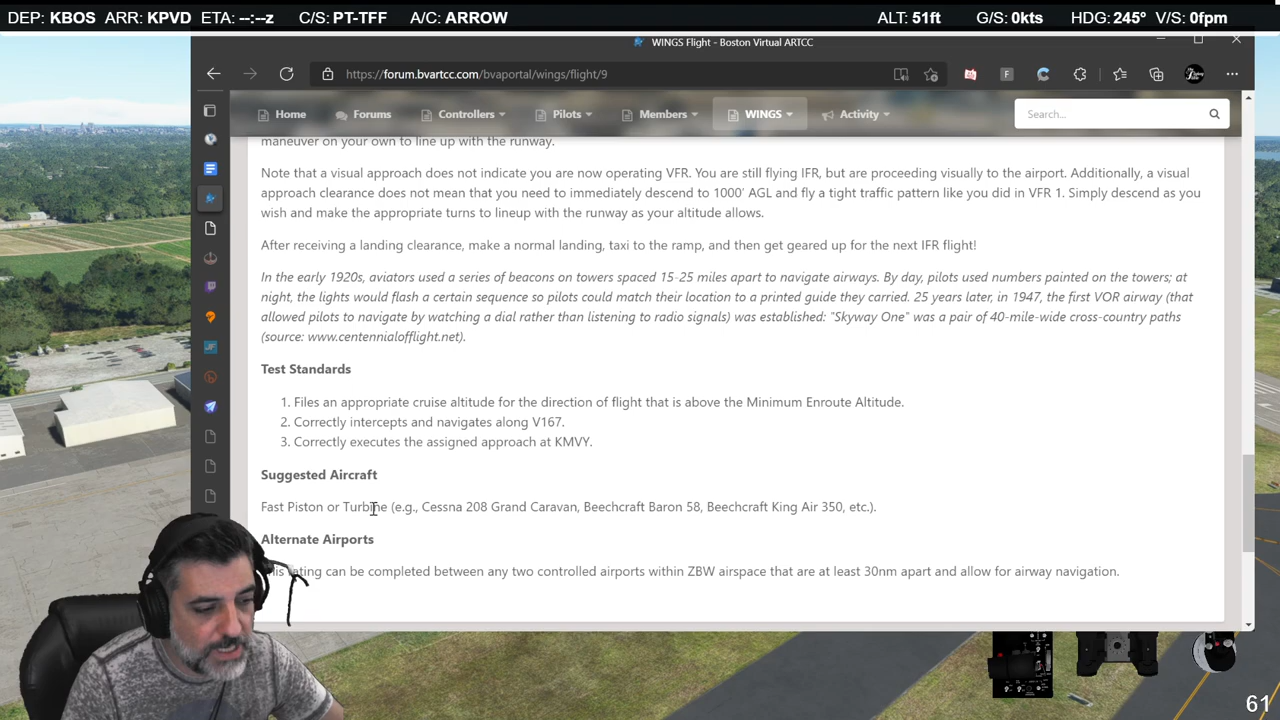 DEP: KBOS ARR: KPVD ETA: --:--z C/S: PT-TFF A/C: ARROW ALT: 51ft G/S: 0kts HDG: 245° V/S: 0fpm
WINGS Flight - Boston Virtual ARTCC
https://forum.bvartcc.com/bvaportal/wings/flight/9
Home Forums Controllers Pilots Members WINGS Activity Search...
maneuver on your own to line up with the runway.
Note that a visual approach does not indicate you are now operating VFR. You are still flying IFR, but are proceeding visually to the airport. Additionally, a visual
approach clearance does not mean that you need to immediately descend to 1000' AGL and fly a tight traffic pattern like you did in VFR 1. Simply descend as you
wish and make the appropriate turns to lineup with the runway as your altitude allows.
After receiving a landing clearance, make a normal landing, taxi to the ramp, and then get geared up for the next IFR flight!
In the early 1920s, aviators used a series of beacons on towers spaced 15-25 miles apart to navigate airways. By day, pilots used numbers painted on the towers; at
night, the lights would flash a certain sequence so pilots could match their location to a printed guide they carried. 25 years later, in 1947, the first VOR airway (that
allowed pilots to navigate by watching a dial rather than listening to radio signals) was established: "Skyway One" was a pair of 40-mile-wide cross-country paths
(source: www.centennialofflight.net).
Test Standards
1. Files an appropriate cruise altitude for the direction of flight that is above the Minimum Enroute Altitude.
2. Correctly intercepts and navigates along V167.
3. Correctly executes the assigned approach at KMVY.
Suggested Aircraft
Fast Piston or Turbine (e.g., Cessna 208 Grand Caravan, Beechcraft Baron 58, Beechcraft King Air 350, etc.).
Alternate Airports
rating can be completed between any two controlled airports within ZBW airspace that are at least 30nm apart and allow for airway navigation.
61